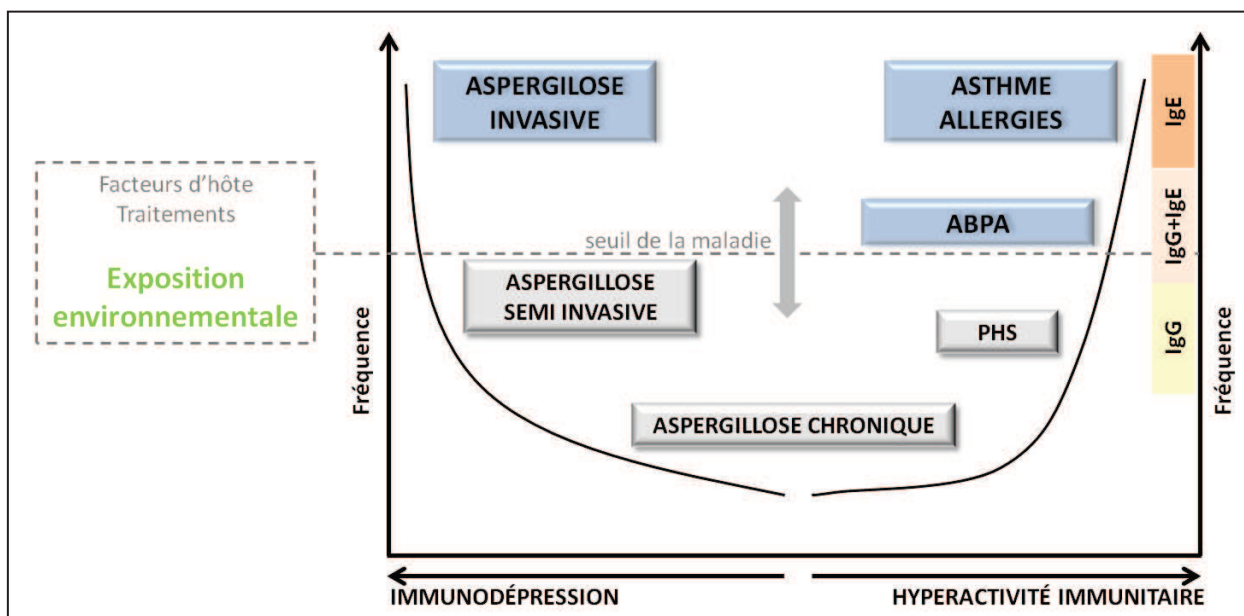 ASPERGILOSE
INVASIVE
ASTHME
ALLERGIES
IgE
Facteurs d'hôte
Traitements
Exposition
environnementale
seuil de la maladie
ABPA
IgG+IgE
ASPERGILLOSE
SEMI INVASIVE
PHS
IgG
Fréquence
Fréquence
ASPERGILLOSE CHRONIQUE
IMMUNODÉPRESSION
HYPERACTIVITÉ IMMUNITAIRE